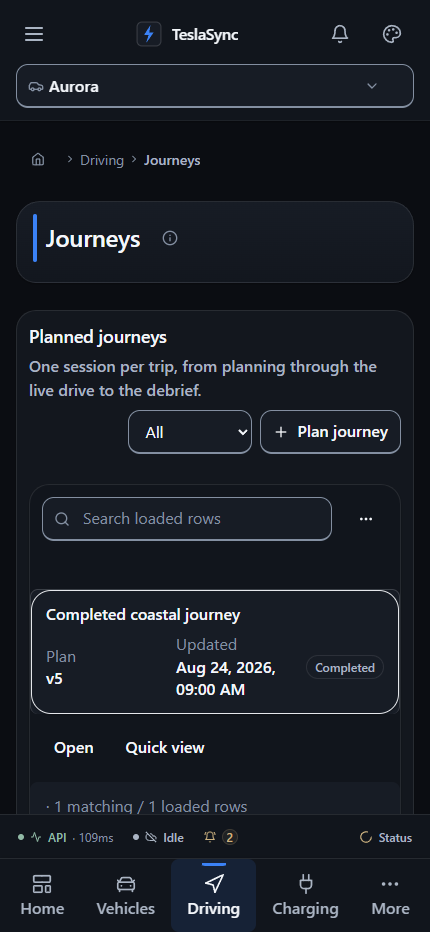 TeslaSync
Aurora
Driving
Journeys
Journeys
Planned journeys
One session per trip, from planning through the
live drive to the debrief.
All
Plan journey
Search loaded rows
Completed coastal journey
Plan
v5
Updated
Aug 24, 2026,
09:00 AM
Completed
Open Quick view
· 1 matching / 1 loaded rows
API · 109ms Idle 2 Status
Home Vehicles Driving Charging More